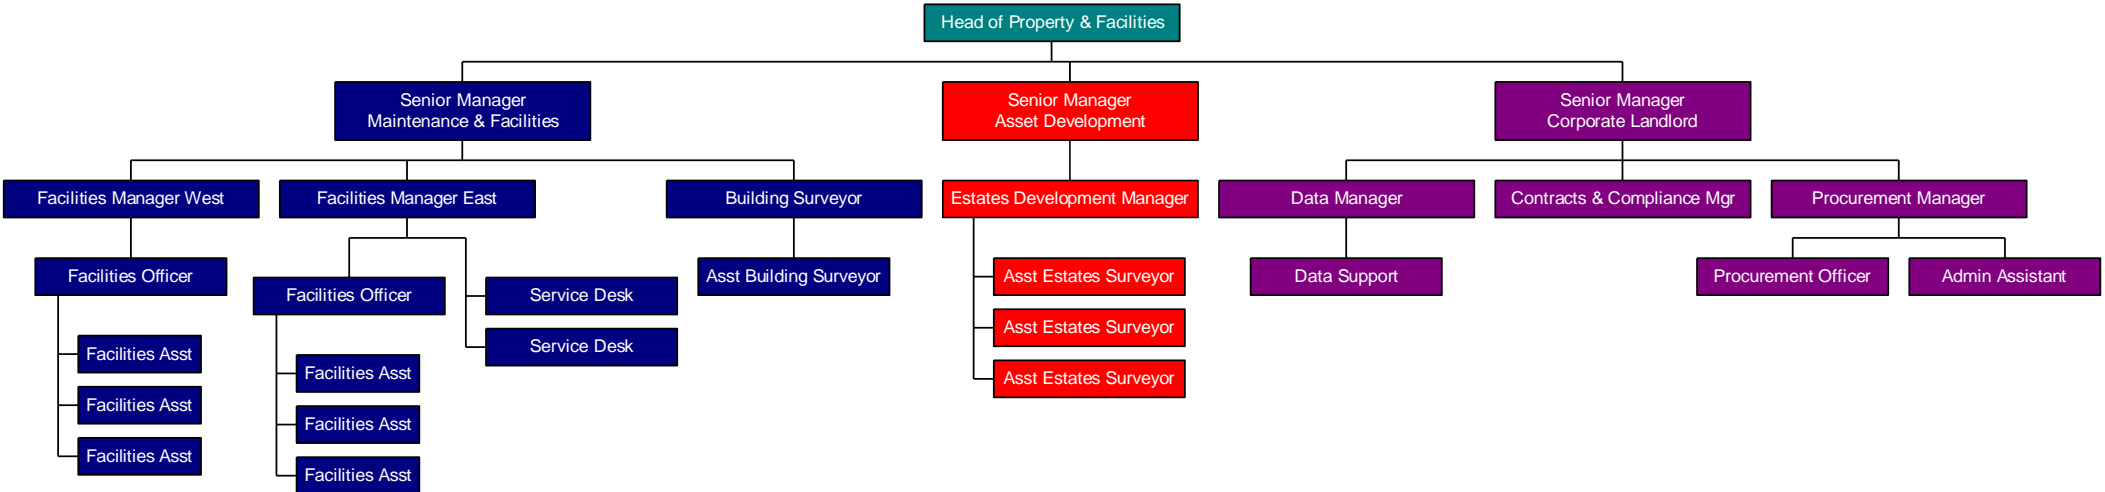 Head of Property & Facilities
Senior Manager
Maintenance & Facilities
Senior Manager
Asset Development
Senior Manager
Corporate Landlord
Facilities Manager West
Facilities Manager East
Building Surveyor
Estates Development Manager
Data Manager
Contracts & Compliance Mgr
Procurement Manager
Facilities Officer
Facilities Officer
Service Desk
Service Desk
Asst Building Surveyor
Asst Estates Surveyor
Asst Estates Surveyor
Asst Estates Surveyor
Data Support
Procurement Officer
Admin Assistant
Facilities Asst
Facilities Asst
Facilities Asst
Facilities Asst
Facilities Asst
Facilities Asst